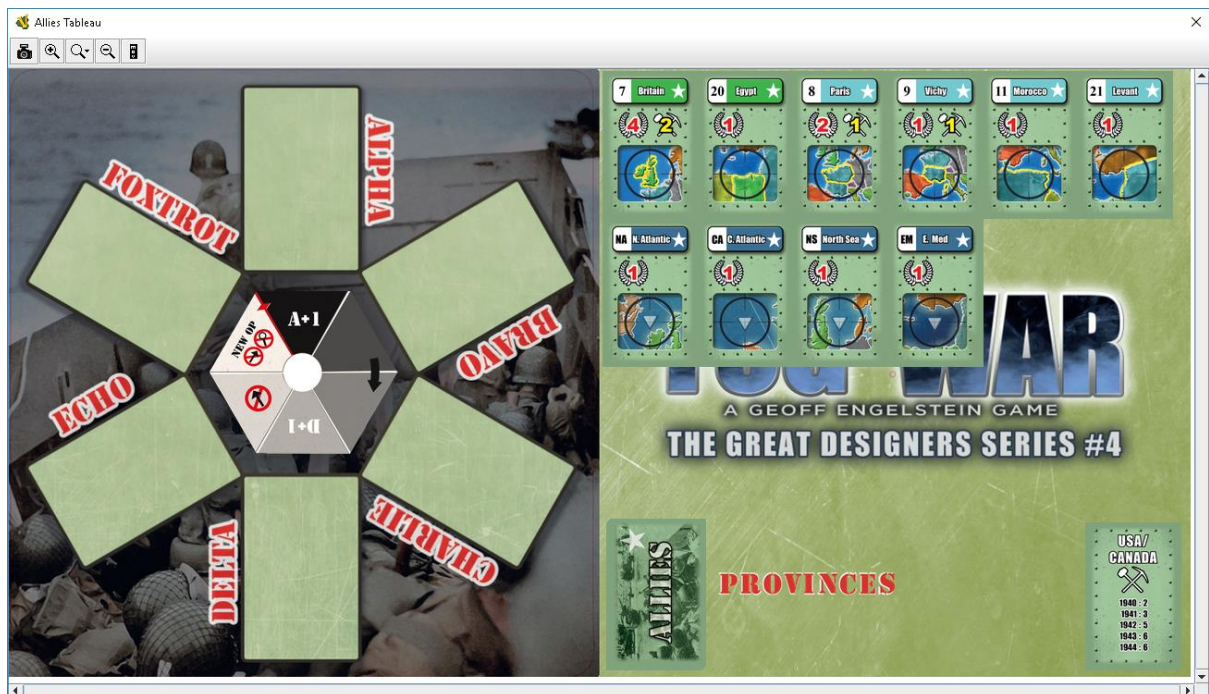 Allies Tableau
ALPHA
FOXTROT
BRAVO
ECHO
CHARLIE
DELTA
A+1
NEW OP
D+1
7 Britain
4 2
20 Egypt
1
8 Paris
2 1
9 Vichy
1 1
11 Morocco
1
21 Levant
1
NA N. Atlantic
1
CA C. Atlantic
1
NS North Sea
1
EM E. Med
1
WAR
A GEOFF ENGELSTEIN GAME
THE GREAT DESIGNERS SERIES #4
ALLIES
PROVINCES
USA/
CANADA
1940 : 2
1941 : 3
1942 : 5
1943 : 6
1944 : 6